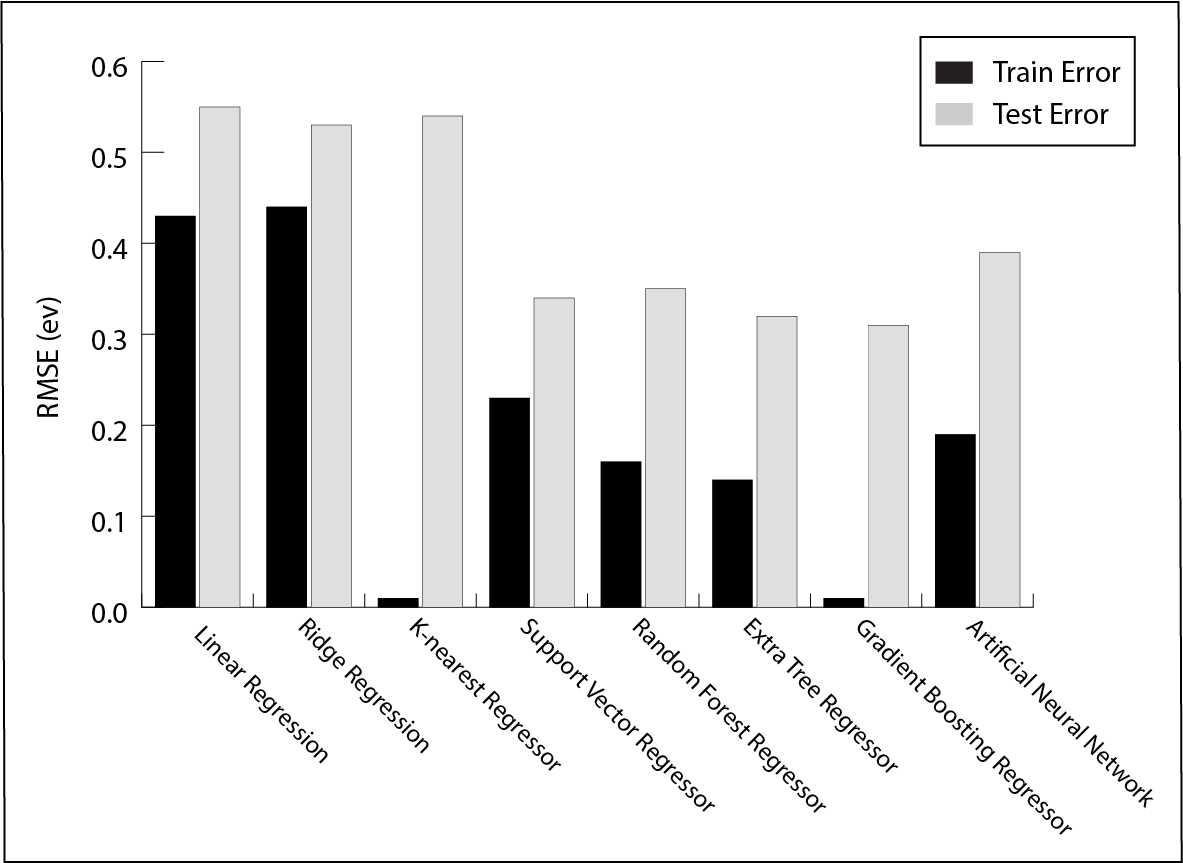 Train Error
Test Error
0.6
0.5
0.4
0.3
0.2
0.1
0.0
RMSE (ev)
Linear Regression
Ridge Regression
K-nearest Regressor
Support Vector Regressor
Random Forest Regressor
Extra Tree Regressor
Gradient Boosting Regressor
Artificial Neural Network